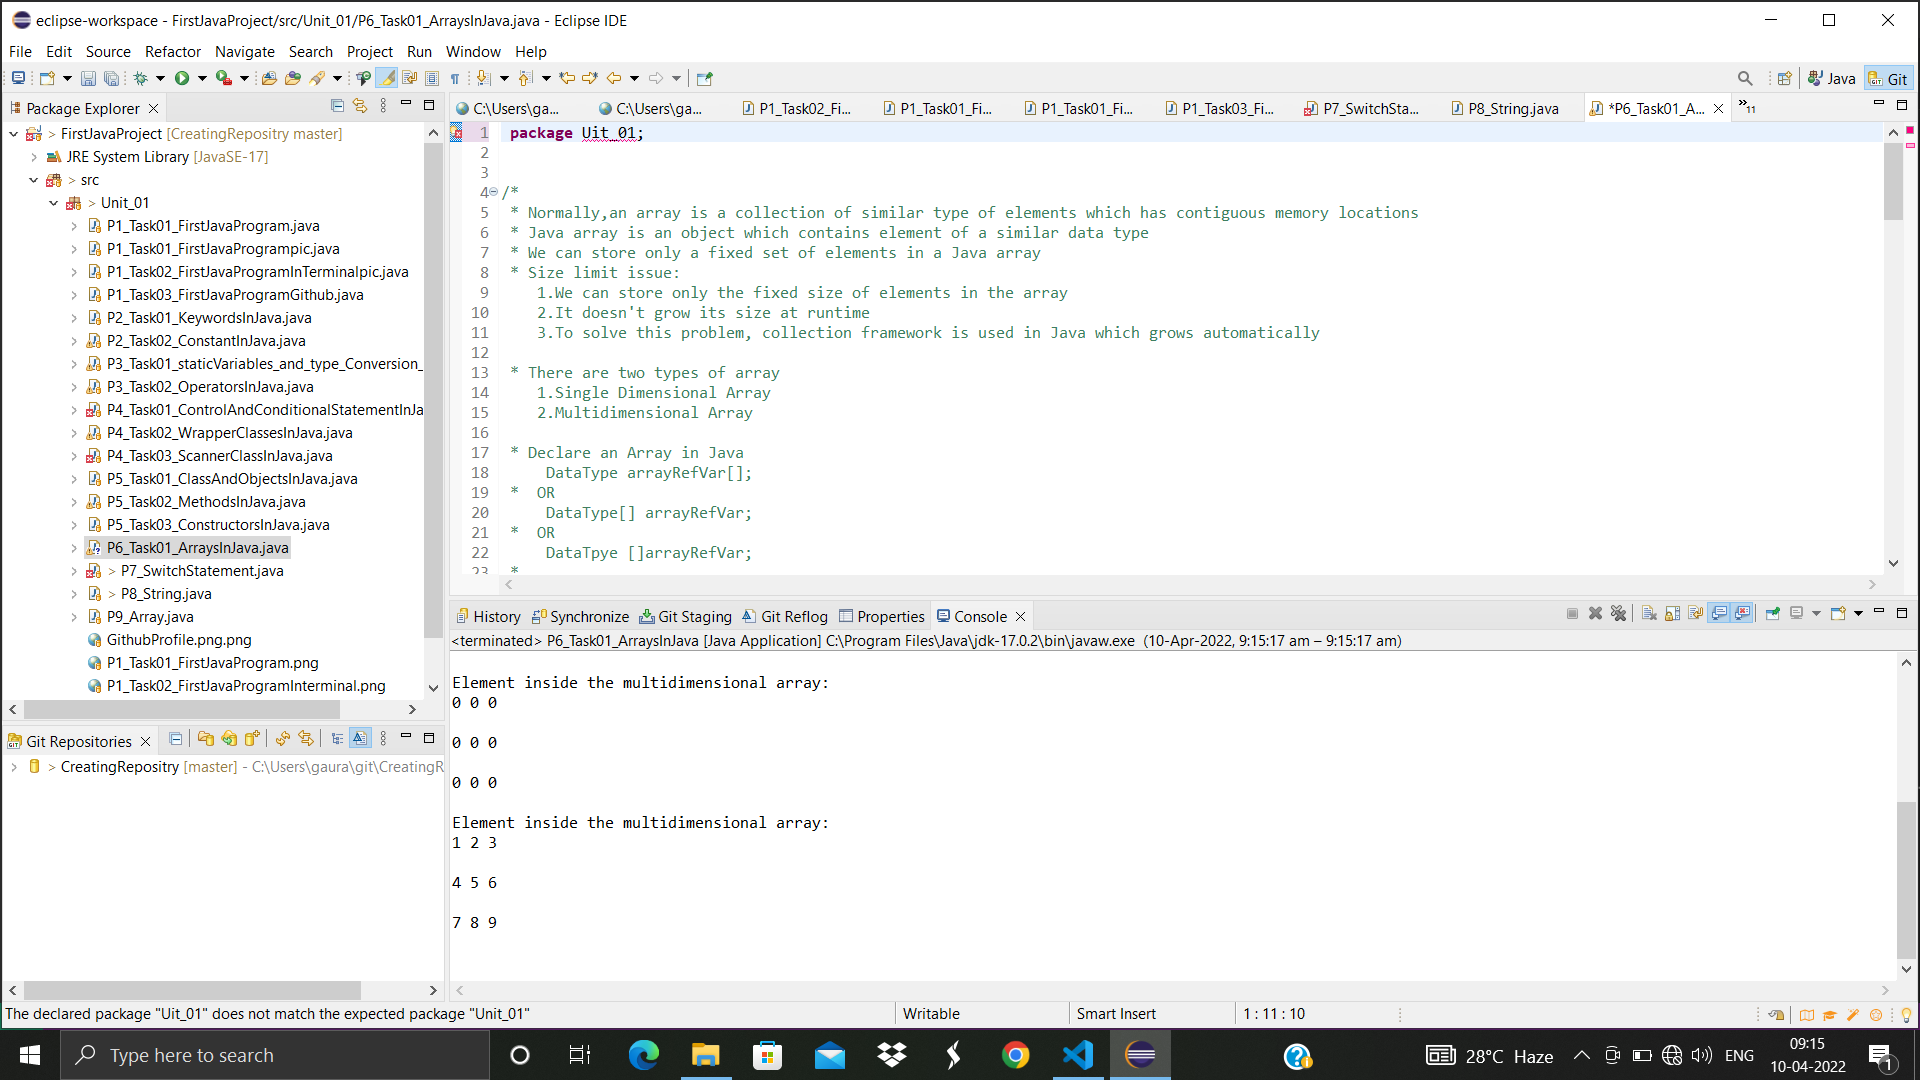 eclipse-workspace - FirstJavaProject/src/Unit_01/P6_Task01_ArraysInJava.java - Eclipse IDE
File Edit Source Refactor Navigate Search Project Run Window Help
Java Git
Package Explorer
> FirstJavaProject [CreatingRepositry master]
JRE System Library [JavaSE-17]
> src
> Unit_01
P1_Task01_FirstJavaProgram.java
P1_Task01_FirstJavaProgrampic.java
P1_Task02_FirstJavaProgramInTerminalpic.java
P1_Task03_FirstJavaProgramGithub.java
P2_Task01_KeywordsInJava.java
P2_Task02_ConstantInJava.java
P3_Task01_staticVariables_and_type_Conversion_
P3_Task02_OperatorsInJava.java
P4_Task01_ControlAndConditionalStatementInJa
P4_Task02_WrapperClassesInJava.java
P4_Task03_ScannerClassInJava.java
P5_Task01_ClassAndObjectsInJava.java
P5_Task02_MethodsInJava.java
P5_Task03_ConstructorsInJava.java
P6_Task01_ArraysInJava.java
> P7_SwitchStatement.java
> P8_String.java
P9_Array.java
GithubProfile.png.png
P1_Task01_FirstJavaProgram.png
P1_Task02_FirstJavaProgramInterminal.png
Git Repositories
> CreatingRepositry [master] - C:\Users\gaura\git\CreatingR
C:\Users\ga... C:\Users\ga... P1_Task02_Fi... P1_Task01_Fi... P1_Task01_Fi... P1_Task03_Fi... P7_SwitchSta... P8_String.java *P6_Task01_A... »11
1 package Uit_01;
2
3
4 /*
5 * Normally,an array is a collection of similar type of elements which has contiguous memory locations
6 * Java array is an object which contains element of a similar data type
7 * We can store only a fixed set of elements in a Java array
8 * Size limit issue:
9 1.We can store only the fixed size of elements in the array
10 2.It doesn't grow its size at runtime
11 3.To solve this problem, collection framework is used in Java which grows automatically
12
13 * There are two types of array
14 1.Single Dimensional Array
15 2.Multidimensional Array
16
17 * Declare an Array in Java
18 DataType arrayRefVar[];
19 * OR
20 DataType[] arrayRefVar;
21 * OR
22 DataTpye []arrayRefVar;
23 *
History Synchronize Git Staging Git Reflog Properties Console
<terminated> P6_Task01_ArraysInJava [Java Application] C:\Program Files\Java\jdk-17.0.2\bin\javaw.exe (10-Apr-2022, 9:15:17 am – 9:15:17 am)
Element inside the multidimensional array:
0 0 0
0 0 0
0 0 0
Element inside the multidimensional array:
1 2 3
4 5 6
7 8 9
The declared package "Uit_01" does not match the expected package "Unit_01"
Writable
Smart Insert
1 : 11 : 10
Type here to search
28°C Haze
ENG
09:15
10-04-2022
1